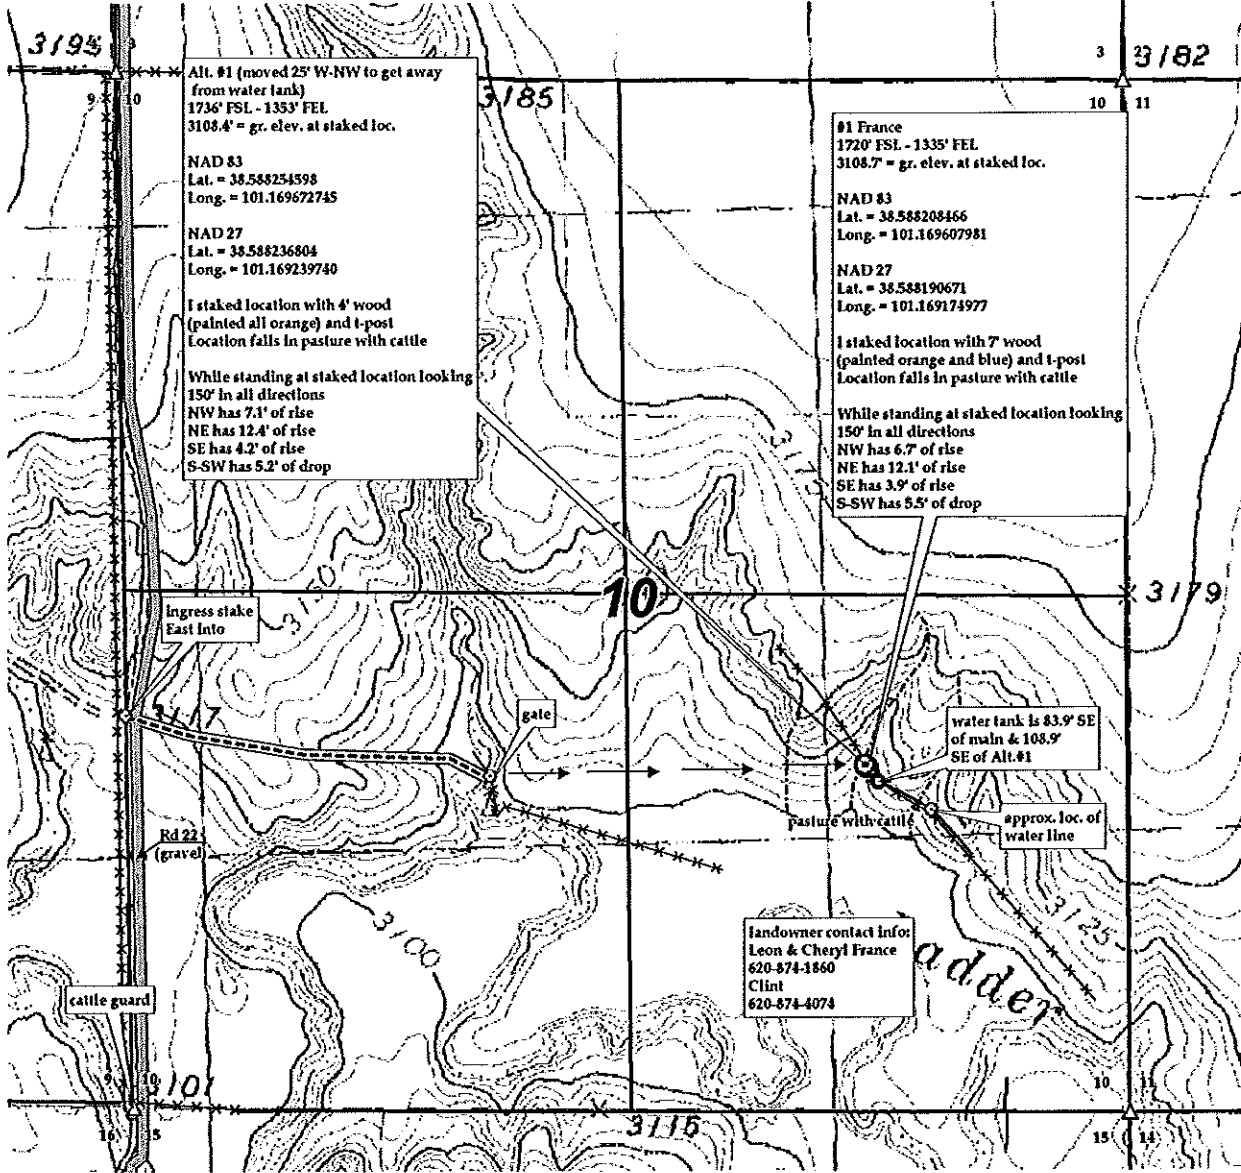 3195
3
3 2
3182
9 10
10 11
3185
Alt. #1 (moved 25' W-NW to get away
from water tank)
1736' FSL - 1353' FEL
3108.4' = gr. elev. at staked loc.
NAD 83
Lat. = 38.588254598
Long. = 101.169672745
NAD 27
Lat. = 38.588236804
Long. = 101.169239740
I staked location with 4' wood
(painted all orange) and t-post
Location falls in pasture with cattle
While standing at staked location looking
150' in all directions
NW has 7.1' of rise
NE has 12.4' of rise
SE has 4.2' of rise
S-SW has 5.2' of drop
#1 France
1720' FSL - 1335' FEL
3108.7' = gr. elev. at staked loc.
NAD 83
Lat. = 38.588208466
Long. = 101.169607981
NAD 27
Lat. = 38.588190671
Long. = 101.169174977
I staked location with 7' wood
(painted orange and blue) and t-post
Location falls in pasture with cattle
While standing at staked location looking
150' in all directions
NW has 6.7' of rise
NE has 12.1' of rise
SE has 3.9' of rise
S-SW has 5.5' of drop
3175
3150
10
3179
Ingress stake
East into
3117
gate
water tank is 83.9' SE
of main & 108.9'
SE of Alt.#1
pasture with cattle
approx. loc. of
water line
Rd 22
(gravel)
3100
3125
landowner contact info:
Leon & Cheryl France
620-874-1860
Clint
620-874-4074
adder
cattle guard
9 10
3101
10 11
16 15
3116
15 14